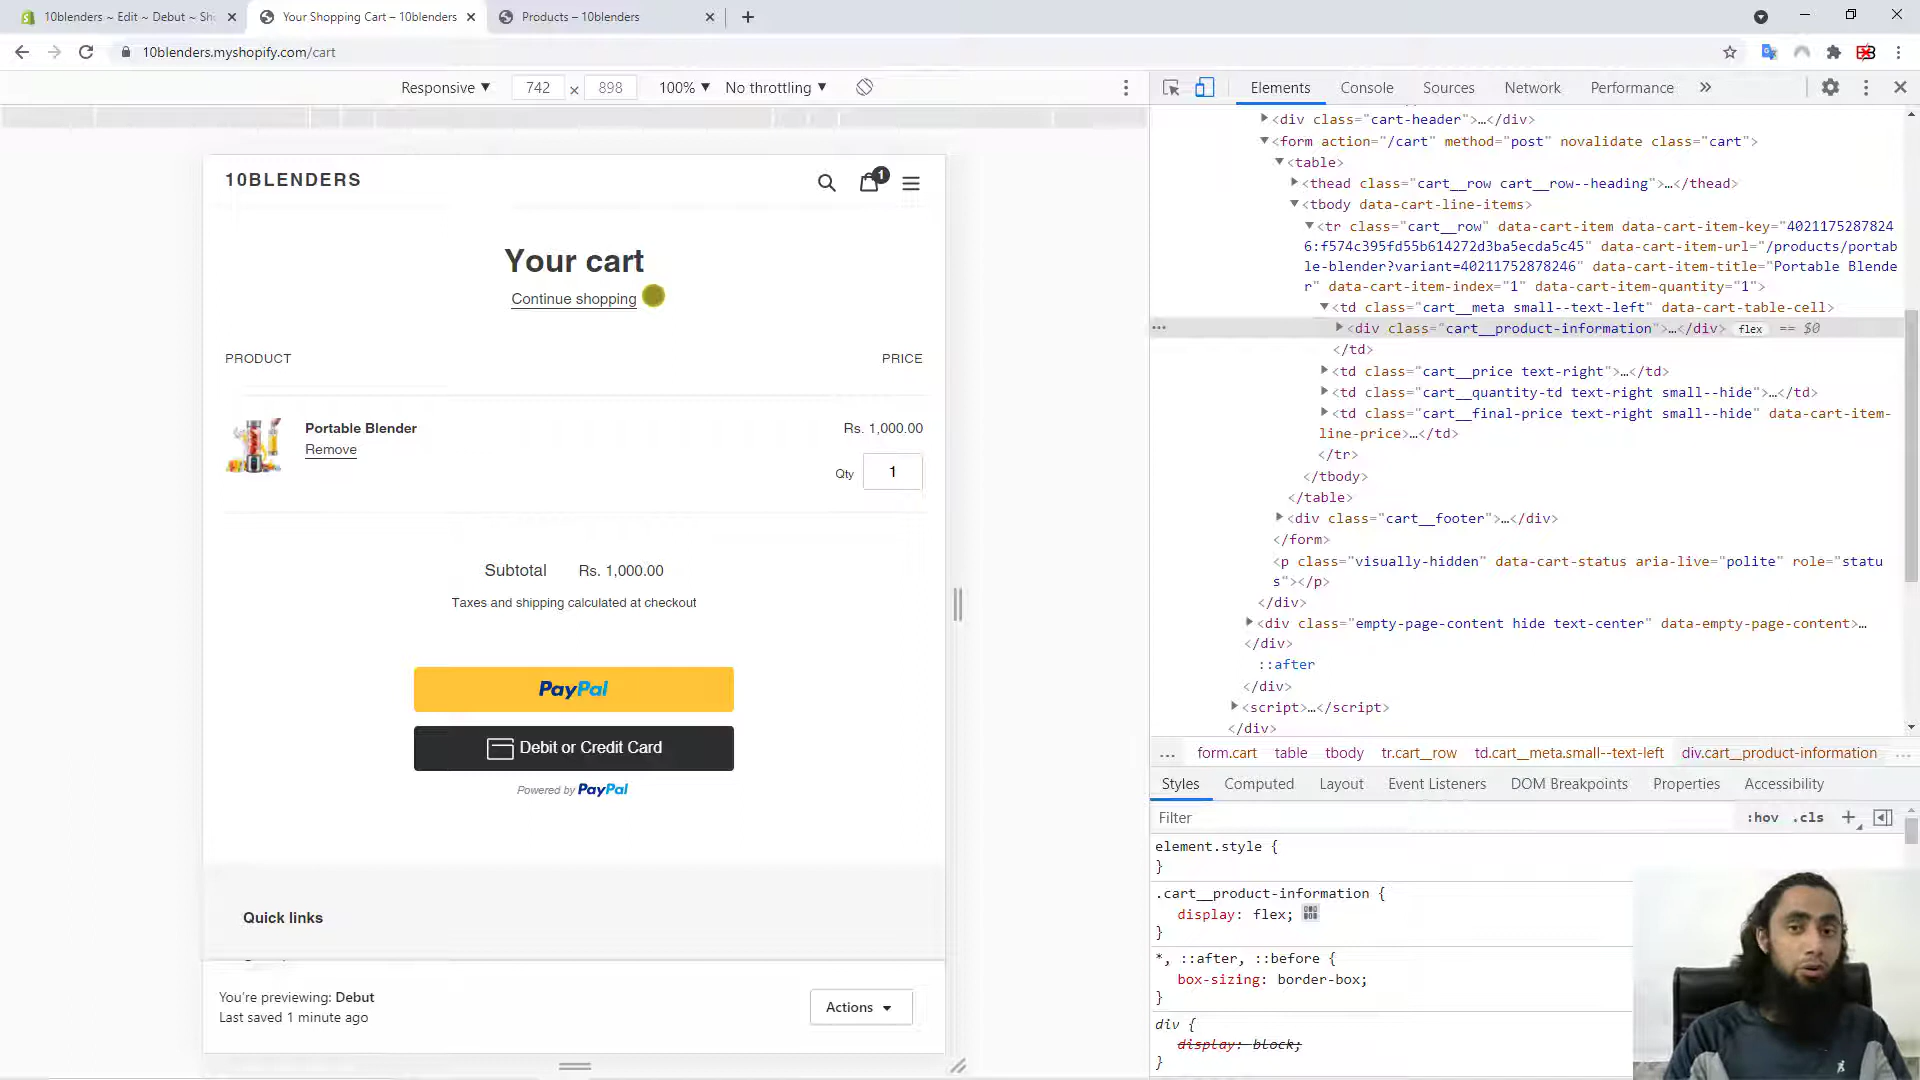 10blenders ~ Edit ~ Debut ~ Sh
Your Shopping Cart – 10blenders
Products – 10blenders
10blenders.myshopify.com/cart
Responsive
742 × 898
100%
No throttling
Elements
Console
Sources
Network
Performance
10BLENDERS
1
Your cart
Continue shopping
PRODUCT
PRICE
Portable Blender
Rs. 1,000.00
Remove
Qty 1
Subtotal Rs. 1,000.00
Taxes and shipping calculated at checkout
PayPal
Debit or Credit Card
Powered by PayPal
Quick links
You're previewing: Debut
Last saved 1 minute ago
Actions
<div class="cart-header">…</div>
<form action="/cart" method="post" novalidate class="cart">
<table>
<thead class="cart__row cart__row--heading">…</thead>
<tbody data-cart-line-items>
<tr class="cart__row" data-cart-item data-cart-item-key="4021175287824
6:f574c395fd55b614272d3ba5ecda5c45" data-cart-item-url="/products/portab
le-blender?variant=40211752878246" data-cart-item-title="Portable Blende
r" data-cart-item-index="1" data-cart-item-quantity="1">
<td class="cart__meta small--text-left" data-cart-table-cell>
<div class="cart__product-information">…</div> flex == $0
</td>
<td class="cart__price text-right">…</td>
<td class="cart__quantity-td text-right small--hide">…</td>
<td class="cart__final-price text-right small--hide" data-cart-item-
line-price>…</td>
</tr>
</tbody>
</table>
<div class="cart__footer">…</div>
</form>
<p class="visually-hidden" data-cart-status aria-live="polite" role="statu
s"></p>
</div>
<div class="empty-page-content hide text-center" data-empty-page-content>…
</div>
::after
</div>
<script>…</script>
</div>
… form.cart table tbody tr.cart__row td.cart__meta.small--text-left div.cart__product-information …
Styles Computed Layout Event Listeners DOM Breakpoints Properties Accessibility
Filter
:hov .cls +
element.style {
}
.cart__product-information {
display: flex;
}
*, ::after, ::before {
box-sizing: border-box;
}
div {
display: block;
}